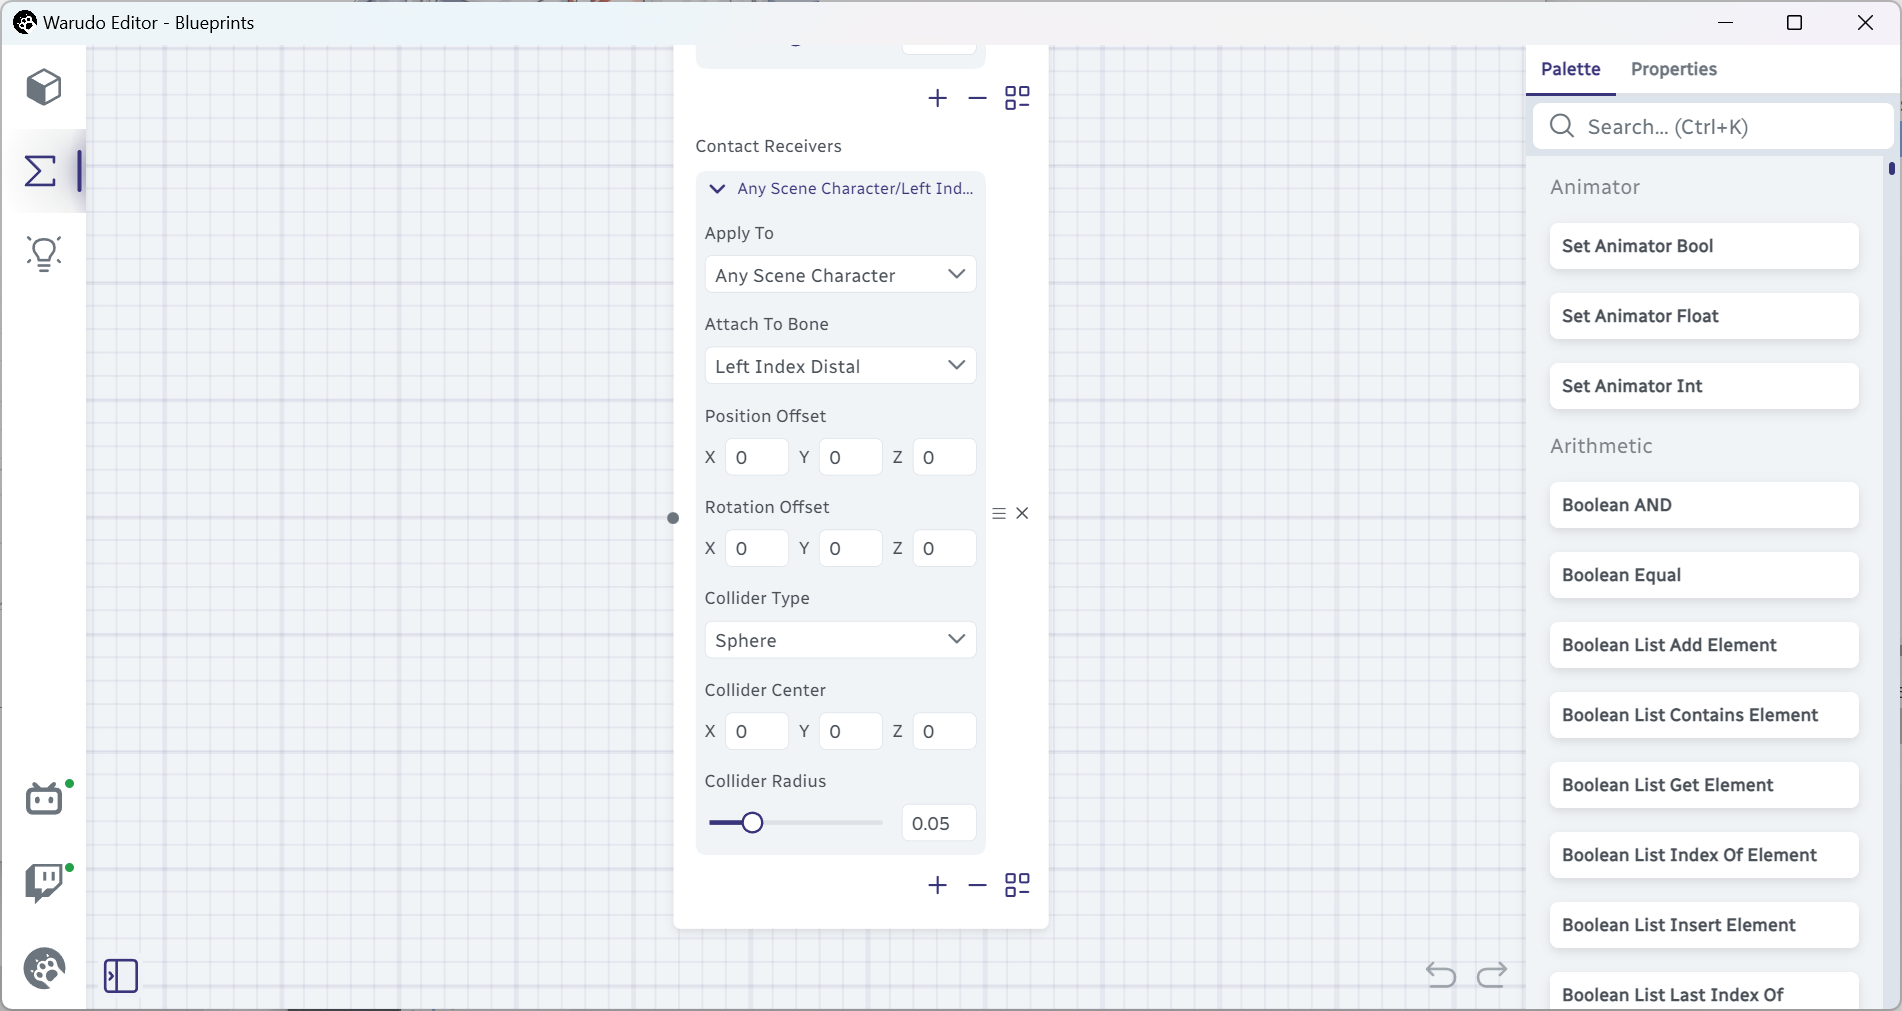 Warudo Editor - Blueprints
Contact Receivers
Any Scene Character/Left Ind...
Apply To
Any Scene Character
Attach To Bone
Left Index Distal
Position Offset
X 0 Y 0 Z 0
Rotation Offset
X 0 Y 0 Z 0
Collider Type
Sphere
Collider Center
X 0 Y 0 Z 0
Collider Radius
0.05
Palette Properties
Search... (Ctrl+K)
Animator
Set Animator Bool
Set Animator Float
Set Animator Int
Arithmetic
Boolean AND
Boolean Equal
Boolean List Add Element
Boolean List Contains Element
Boolean List Get Element
Boolean List Index Of Element
Boolean List Insert Element
Boolean List Last Index Of